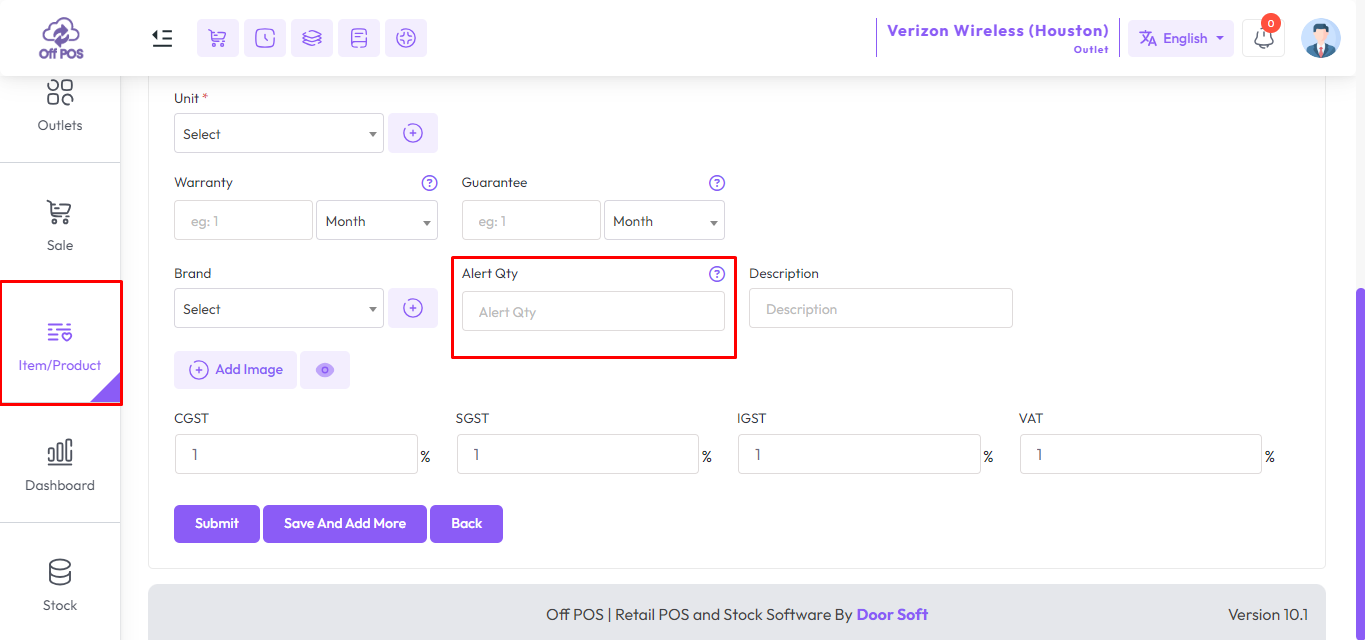 Off POS
Verizon Wireless (Houston)
Outlet
English
0
Outlets
Sale
Item/Product
Dashboard
Stock
Unit *
Select
Warranty ? Guarantee ?
eg: 1 Month eg: 1 Month
Brand Alert Qty ? Description
Select Alert Qty Description
Add Image
CGST SGST IGST VAT
1 % 1 % 1 % 1 %
Submit Save And Add More Back
Off POS | Retail POS and Stock Software By Door Soft Version 10.1